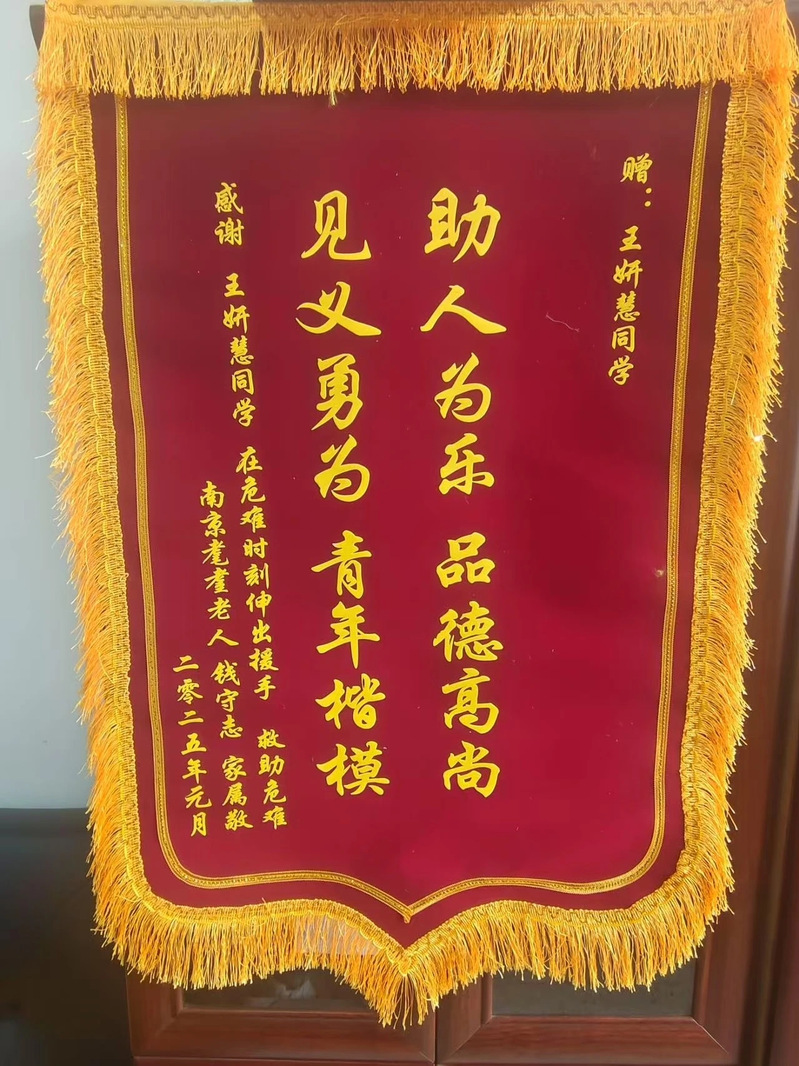 赠：王妍慧同学
助人为乐 品德高尚
见义勇为 青年楷模
感谢 王妍慧同学 在危难时刻伸出援手 救助危难
南京耄耋老人 钱守志 家属敬
二零二五年元月